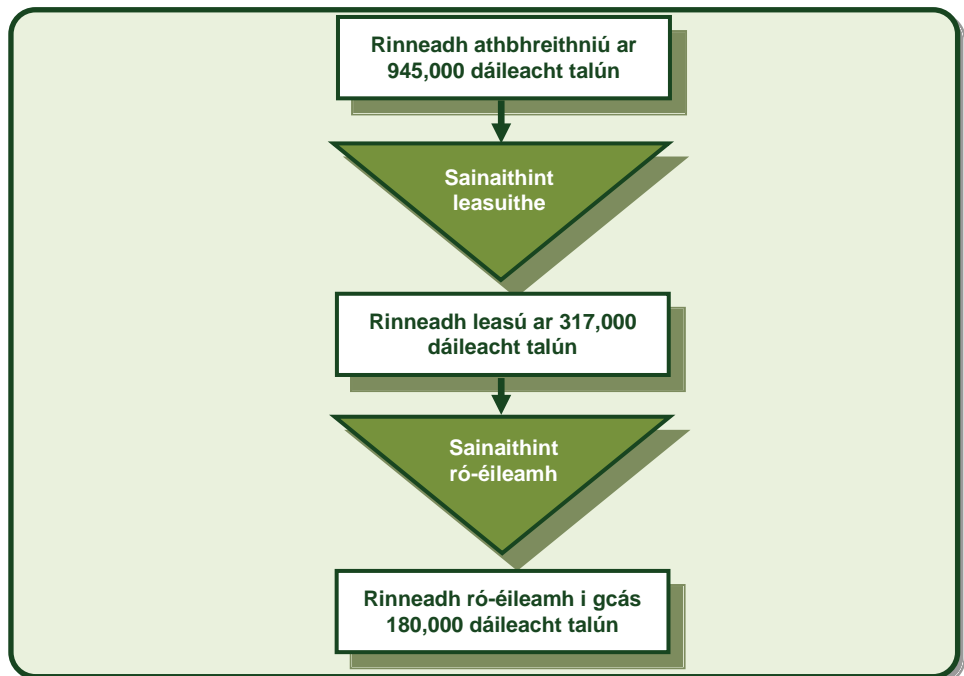 Rinneadh athbhreithniú ar
945,000 dáileacht talún
Sainaithint
leasuithe
Rinneadh leasú ar 317,000
dáileacht talún
Sainaithint
ró-éileamh
Rinneadh ró-éileamh i gcás
180,000 dáileacht talún